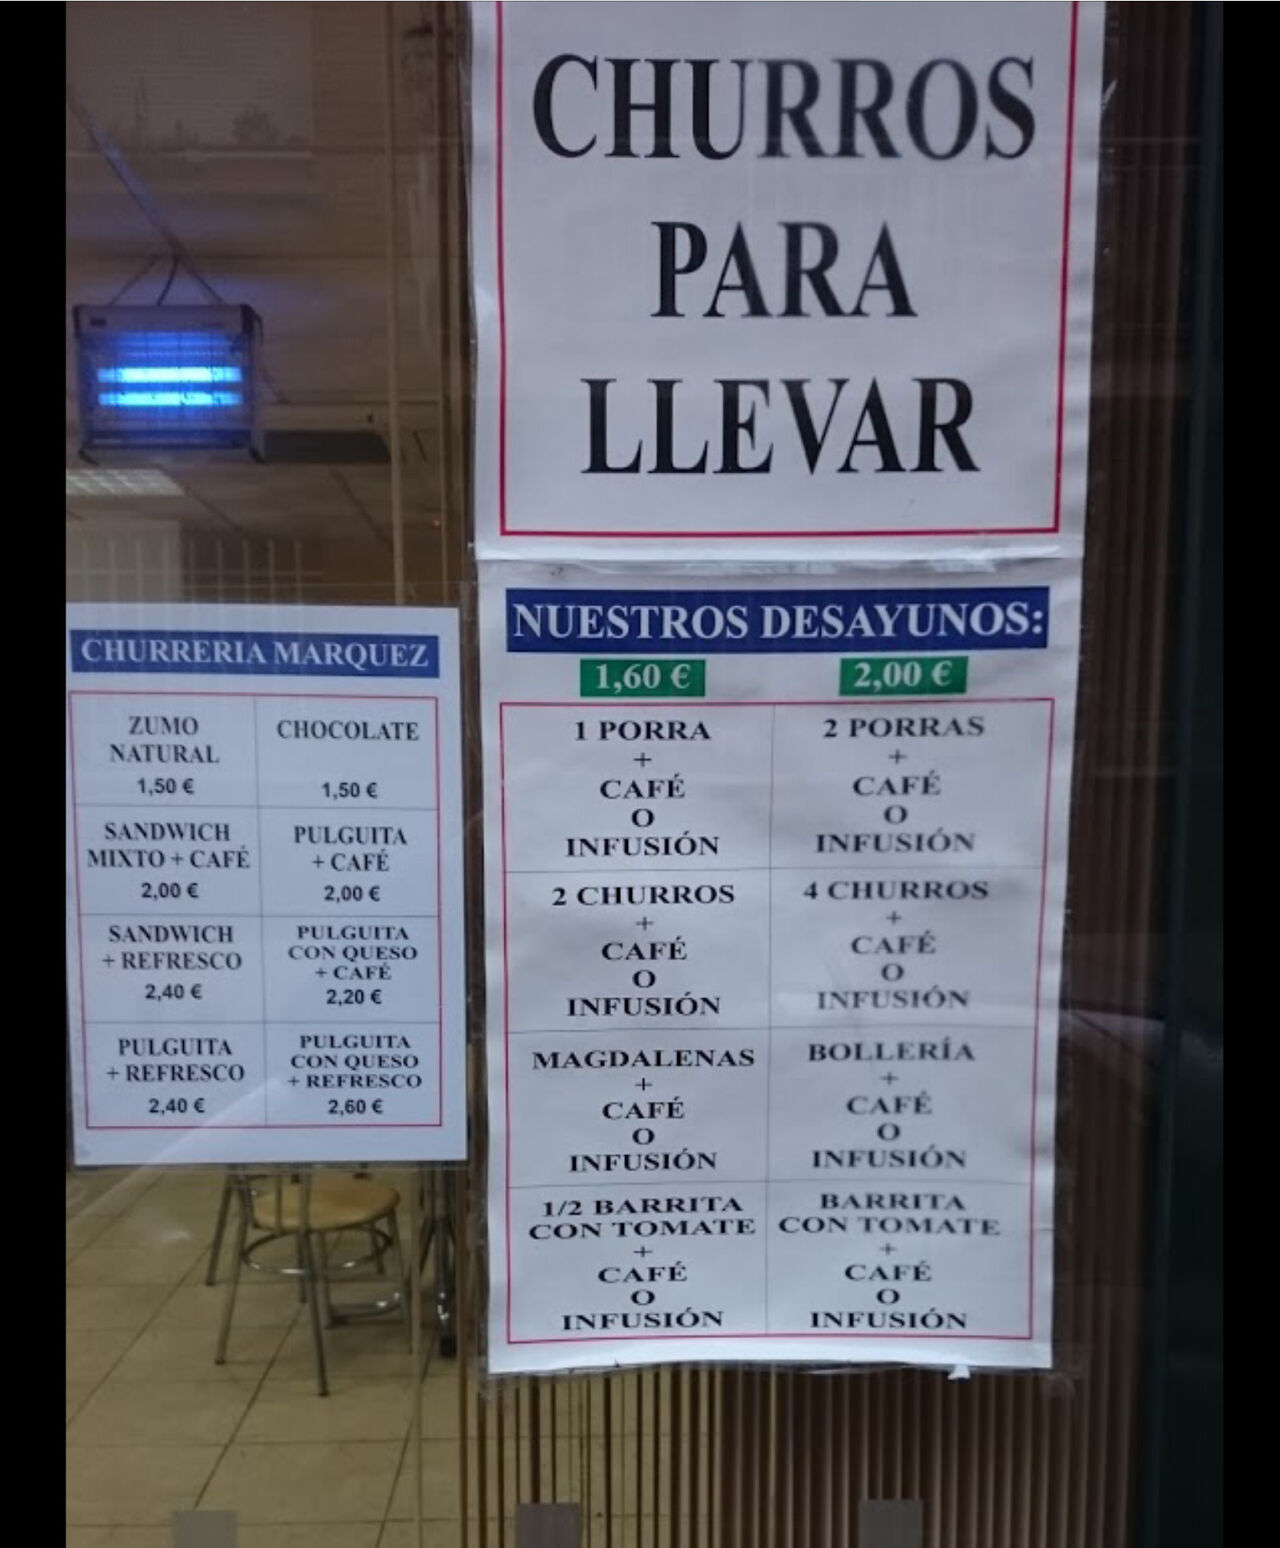 CHURROS
PARA
LLEVAR
CHURRERIA MARQUEZ
ZUMO
NATURAL
1,50 €
CHOCOLATE
1,50 €
SANDWICH
MIXTO + CAFÉ
2,00 €
PULGUITA
+ CAFÉ
2,00 €
SANDWICH
+ REFRESCO
2,40 €
PULGUITA
CON QUESO
+ CAFÉ
2,20 €
PULGUITA
+ REFRESCO
2,40 €
PULGUITA
CON QUESO
+ REFRESCO
2,60 €
NUESTROS DESAYUNOS:
1,60 €
2,00 €
1 PORRA
+
CAFÉ
O
INFUSIÓN
2 PORRAS
+
CAFÉ
O
INFUSIÓN
2 CHURROS
+
CAFÉ
O
INFUSIÓN
4 CHURROS
+
CAFÉ
O
INFUSIÓN
MAGDALENAS
+
CAFÉ
O
INFUSIÓN
BOLLERÍA
+
CAFÉ
O
INFUSIÓN
1/2 BARRITA
CON TOMATE
+
CAFÉ
O
INFUSIÓN
BARRITA
CON TOMATE
+
CAFÉ
O
INFUSIÓN